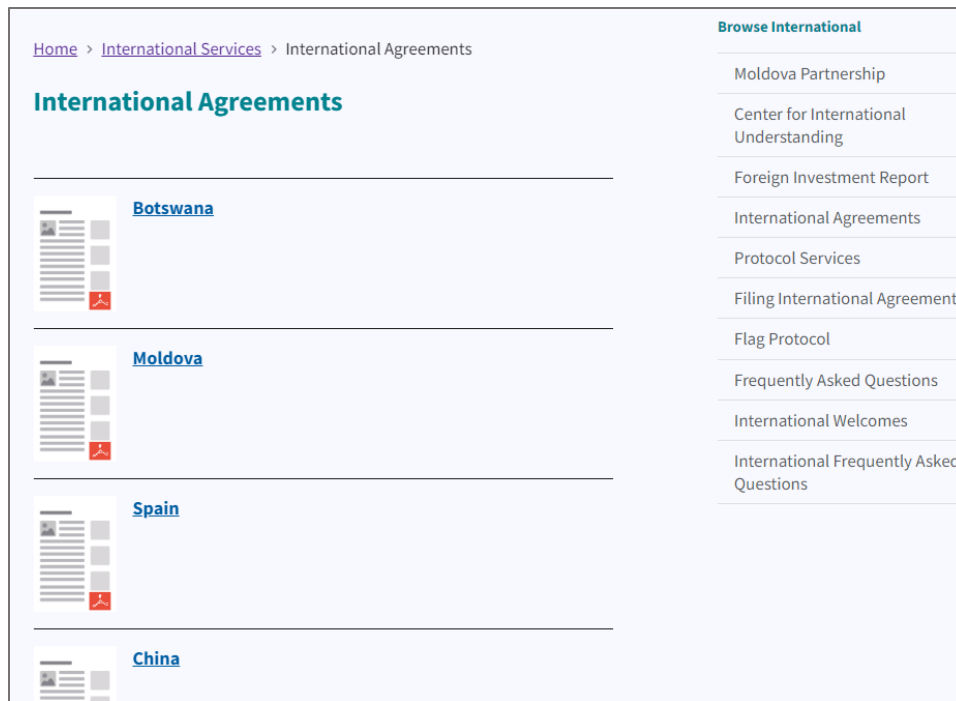 Home > International Services > International Agreements
International Agreements
Botswana
Moldova
Spain
China
Browse International
Moldova Partnership
Center for International
Understanding
Foreign Investment Report
International Agreements
Protocol Services
Filing International Agreement
Flag Protocol
Frequently Asked Questions
International Welcomes
International Frequently Asked
Questions